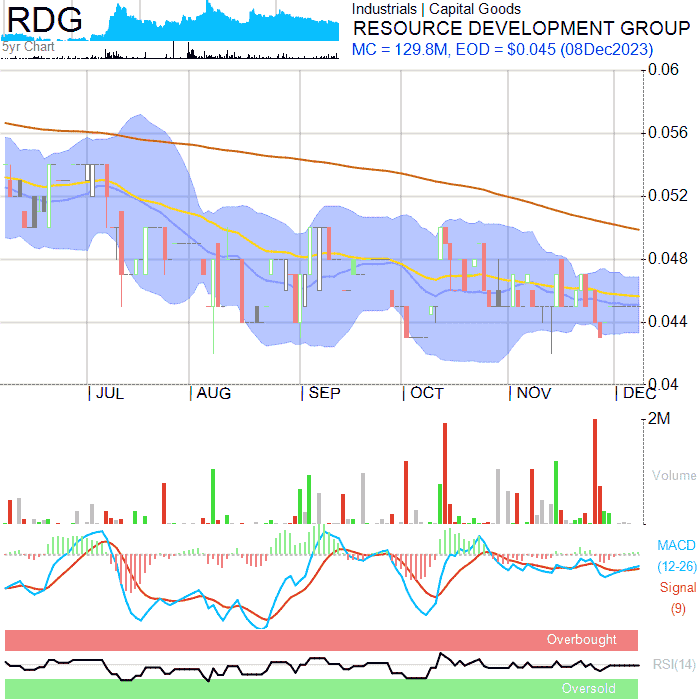 RDG
5yr Chart
Industrials | Capital Goods
RESOURCE DEVELOPMENT GROUP
MC = 129.8M, EOD = $0.045 (08Dec2023)
0.06
0.056
0.052
0.048
0.044
0.04
JUL AUG SEP OCT NOV DEC
2M
Volume
MACD
(12-26)
Signal
(9)
Overbought
RSI(14)
Oversold